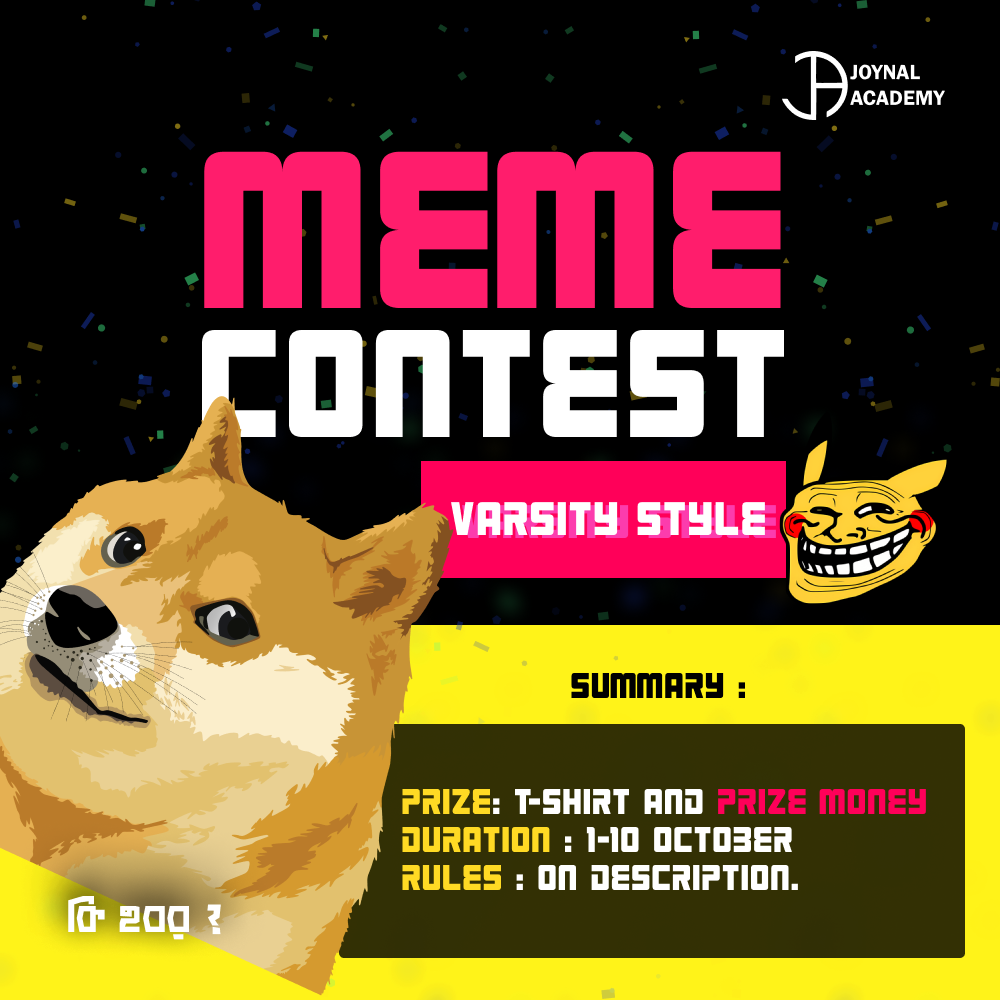 JOYNAL
ACADEMY
MEME
CONTEST
VARSITY STYLE
SUMMARY :
PRIZE: T-SHIRT AND PRIZE MONEY
DURATION : 1-10 OCTOBER
RULES : ON DESCRIPTION.
কি ?